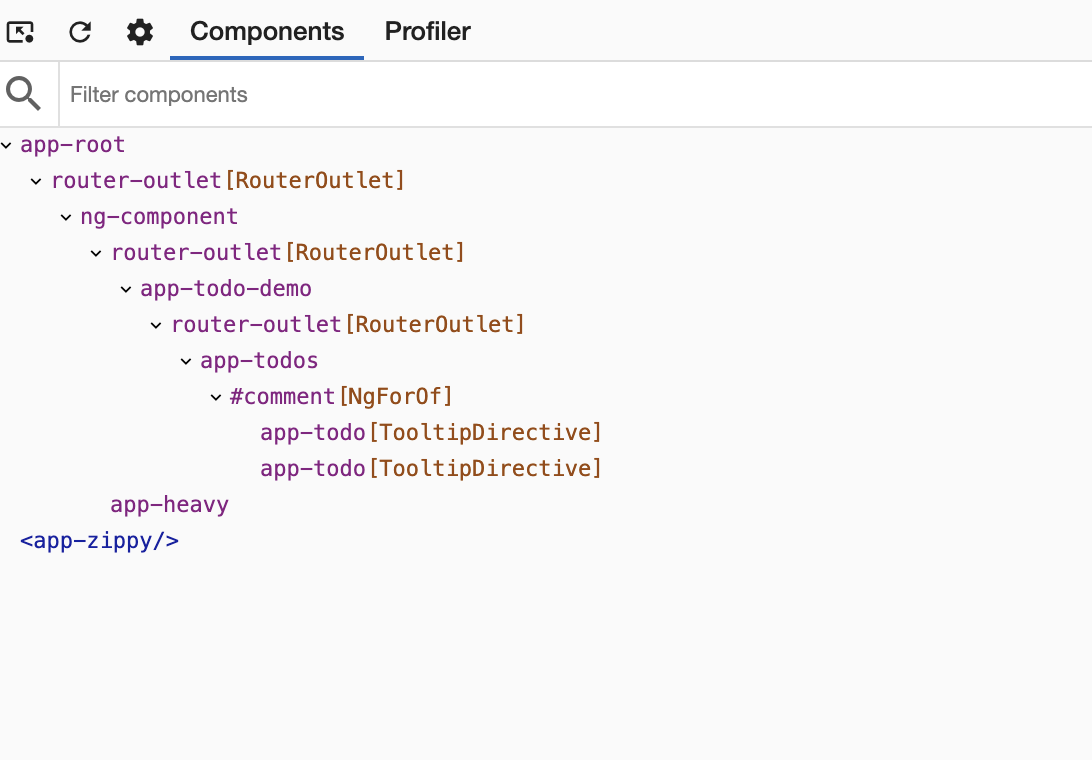 Components Profiler
Filter components
app-root
router-outlet[RouterOutlet]
ng-component
router-outlet[RouterOutlet]
app-todo-demo
router-outlet[RouterOutlet]
app-todos
#comment[NgForOf]
app-todo[TooltipDirective]
app-todo[TooltipDirective]
app-heavy
<app-zippy/>